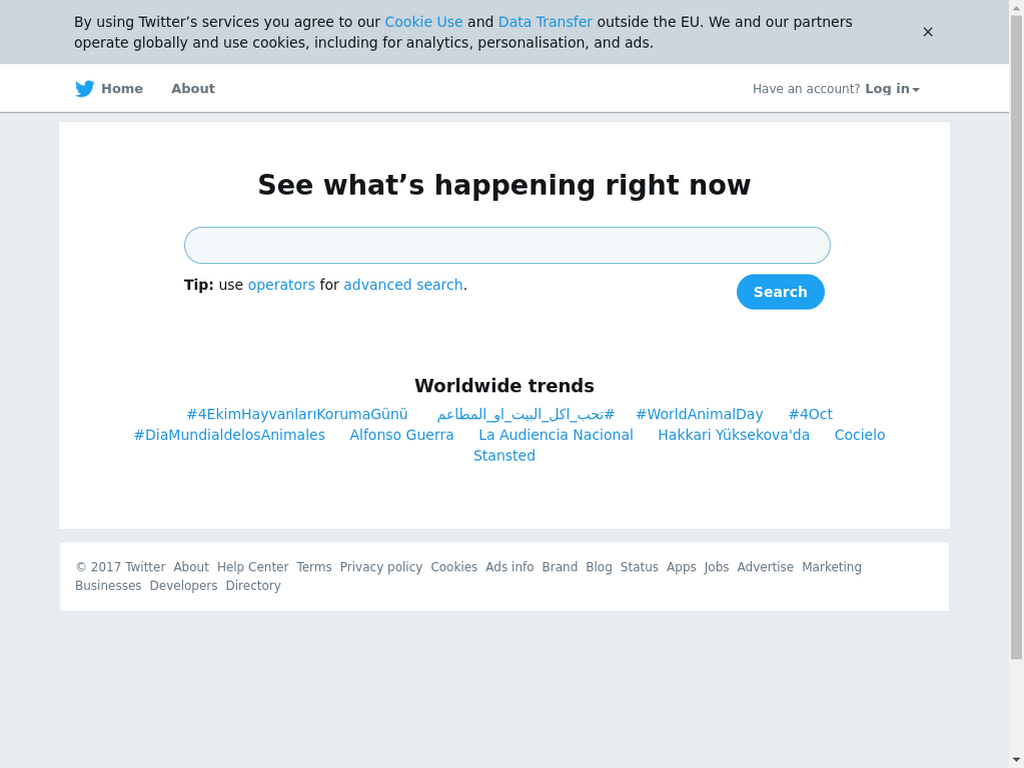 By using Twitter’s services you agree to our Cookie Use and Data Transfer outside the EU. We and our partners
operate globally and use cookies, including for analytics, personalisation, and ads.
Home About Have an account? Log in
See what’s happening right now
Tip: use operators for advanced search.
Search
Worldwide trends
#4EkimHayvanlarıKorumaGünü #تحب_اكل_البيت_او_المطاعم #WorldAnimalDay #4Oct
#DiaMundialdelosAnimales Alfonso Guerra La Audiencia Nacional Hakkari Yüksekova'da Cocielo
Stansted
© 2017 Twitter About Help Center Terms Privacy policy Cookies Ads info Brand Blog Status Apps Jobs Advertise Marketing
Businesses Developers Directory